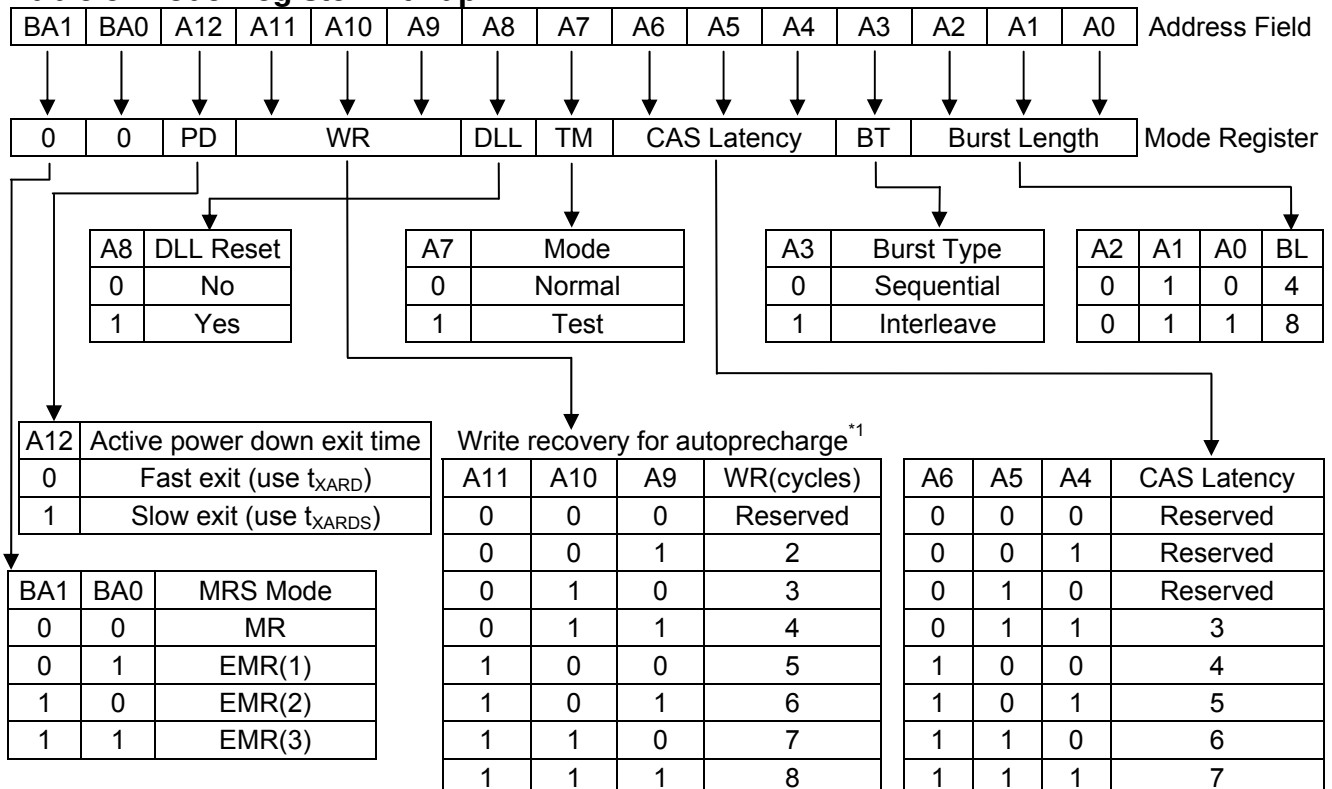 BA1 BA0 A12 A11 A10 A9 A8 A7 A6 A5 A4 A3 A2 A1 A0 Address Field
0 0 PD WR DLL TM CAS Latency BT Burst Length Mode Register
A8 DLL Reset
0 No
1 Yes
A7 Mode
0 Normal
1 Test
A3 Burst Type
0 Sequential
1 Interleave
A2 A1 A0 BL
0 1 0 4
0 1 1 8
A12 Active power down exit time
0 Fast exit (use tXARD)
1 Slow exit (use tXARDS)
BA1 BA0 MRS Mode
0 0 MR
0 1 EMR(1)
1 0 EMR(2)
1 1 EMR(3)
Write recovery for autoprecharge*1
A11 A10 A9 WR(cycles)
0 0 0 Reserved
0 0 1 2
0 1 0 3
0 1 1 4
1 0 0 5
1 0 1 6
1 1 0 7
1 1 1 8
A6 A5 A4 CAS Latency
0 0 0 Reserved
0 0 1 Reserved
0 1 0 Reserved
0 1 1 3
1 0 0 4
1 0 1 5
1 1 0 6
1 1 1 7